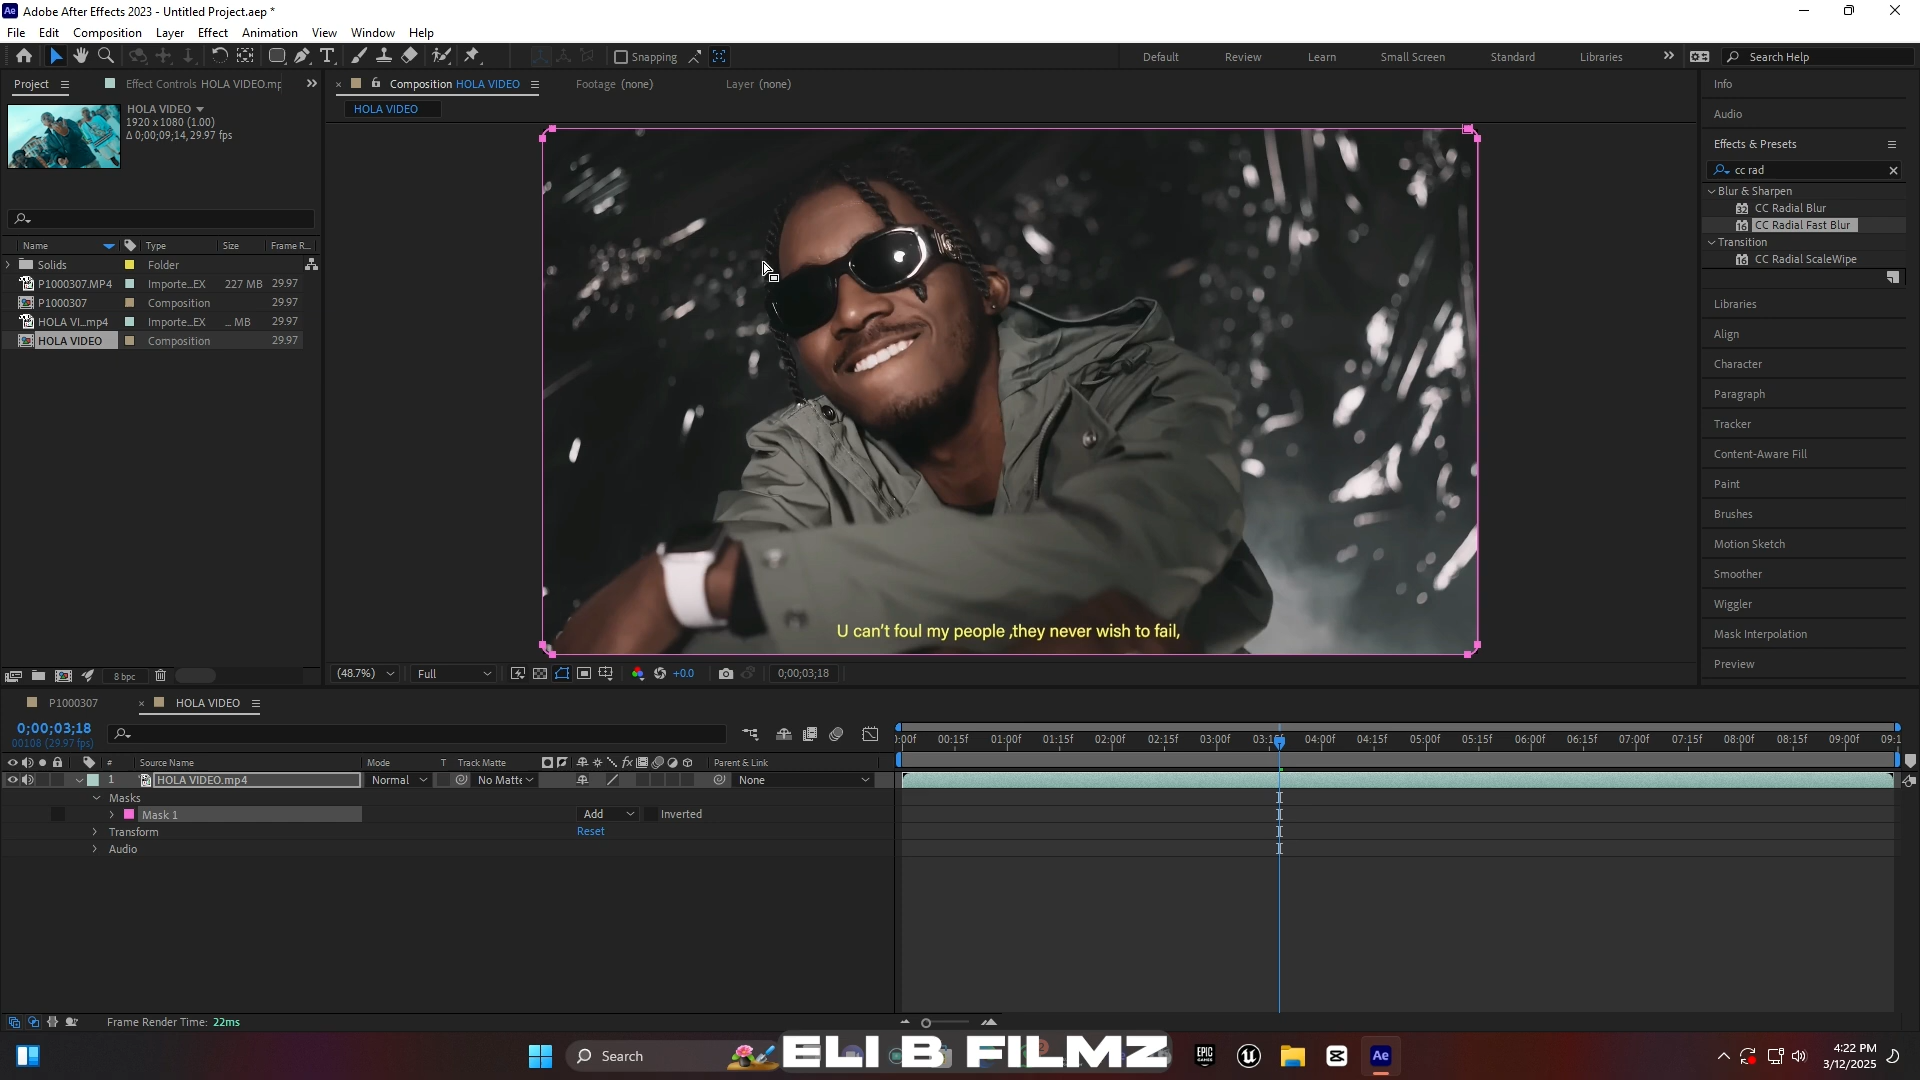 Adobe After Effects 2023 - Untitled Project.aep *
File Edit Composition Layer Effect Animation View Window Help
Snapping
Default Review Learn Small Screen Standard Libraries
Search Help
Project
Effect Controls HOLA VIDEO.mp
Composition HOLA VIDEO
Footage (none)
Layer (none)
HOLA VIDEO
HOLA VIDEO
1920 x 1080 (1.00)
Δ 0;00;09;14, 29.97 fps
Name Type Size Frame R...
Solids Folder
P1000307.MP4 Importe...EX 227 MB 29.97
P1000307 Composition 29.97
HOLA VI...mp4 Importe...EX ... MB 29.97
HOLA VIDEO Composition 29.97
8 bpc
U can't foul my people ,they never wish to fail,
(48.7%) Full +0.0 0;00;03;18
Info
Audio
Effects & Presets
cc rad
Blur & Sharpen
CC Radial Blur
CC Radial Fast Blur
Transition
CC Radial ScaleWipe
Libraries
Align
Character
Paragraph
Tracker
Content-Aware Fill
Paint
Brushes
Motion Sketch
Smoother
Wiggler
Mask Interpolation
Preview
P1000307
HOLA VIDEO
0;00;03;18
00108 (29.97 fps)
# Source Name Mode T Track Matte fx Parent & Link
1 HOLA VIDEO.mp4 Normal No Matte None
Masks
Mask 1 Add Inverted
Transform Reset
Audio
):00f 00:15f 01:00f 01:15f 02:00f 02:15f 03:00f 03:15f 04:00f 04:15f 05:00f 05:15f 06:00f 06:15f 07:00f 07:15f 08:00f 08:15f 09:00f 09:1
Frame Render Time: 22ms
Search
ELI B FILMZ
EPIC GAMES
Ae
4:22 PM
3/12/2025